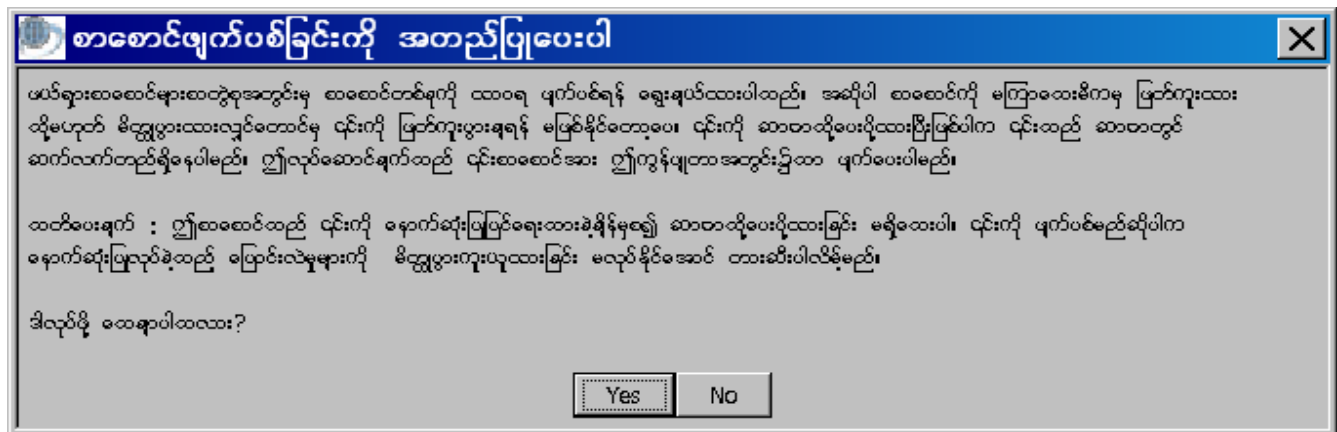 စာစောင်ဖျက်ပစ်ခြင်းကို အတည်ပြုပေးပါ
ဖယ်ရှားစာစောင်များစာတွဲစုအတွင်းမှ စာစောင်တစ်ခုကို ထာဝရ ဖျက်ပစ်ရန် ရွေးချယ်ထားပါသည်။ အဆိုပါ စာစောင်ကို မကြာသေးမီကမှ ဖြတ်ကူးထား
သို့မဟုတ် မိတ္တူပွားထားလျှင်တောင်မှ ၎င်းကို ဖြတ်ကူးပွားချရန် မဖြစ်နိုင်တော့ပေ။ ၎င်းကို ဆာဗာသို့ပေးပို့ထားပြီးဖြစ်ပါက ၎င်းသည် ဆာဗာတွင်
ဆက်လက်တည်ရှိနေပါမည်။ ဤလုပ်ဆောင်ချက်သည် ၎င်းစာစောင်အား ဤကွန်ပျူတာအတွင်း၌သာ ဖျက်ပေးပါမည်။
သတိပေးချက် : ဤစာစောင်သည် ၎င်းကို နောက်ဆုံးပြုပြင်ရေးသားခဲ့ချိန်မှစ၍ ဆာဗာသို့ပေးပို့ထားခြင်း မရှိသေးပါ။ ၎င်းကို ဖျက်ပစ်မည်ဆိုပါက
နောက်ဆုံးပြုလုပ်ခဲ့သည့် ပြောင်းလဲမှုများကို မိတ္တူပွားကူးယူထားခြင်း မလုပ်နိုင်အောင် တားဆီးပါလိမ့်မည်။
ဒါလုပ်ဖို့ သေချာပါသလား?
Yes No